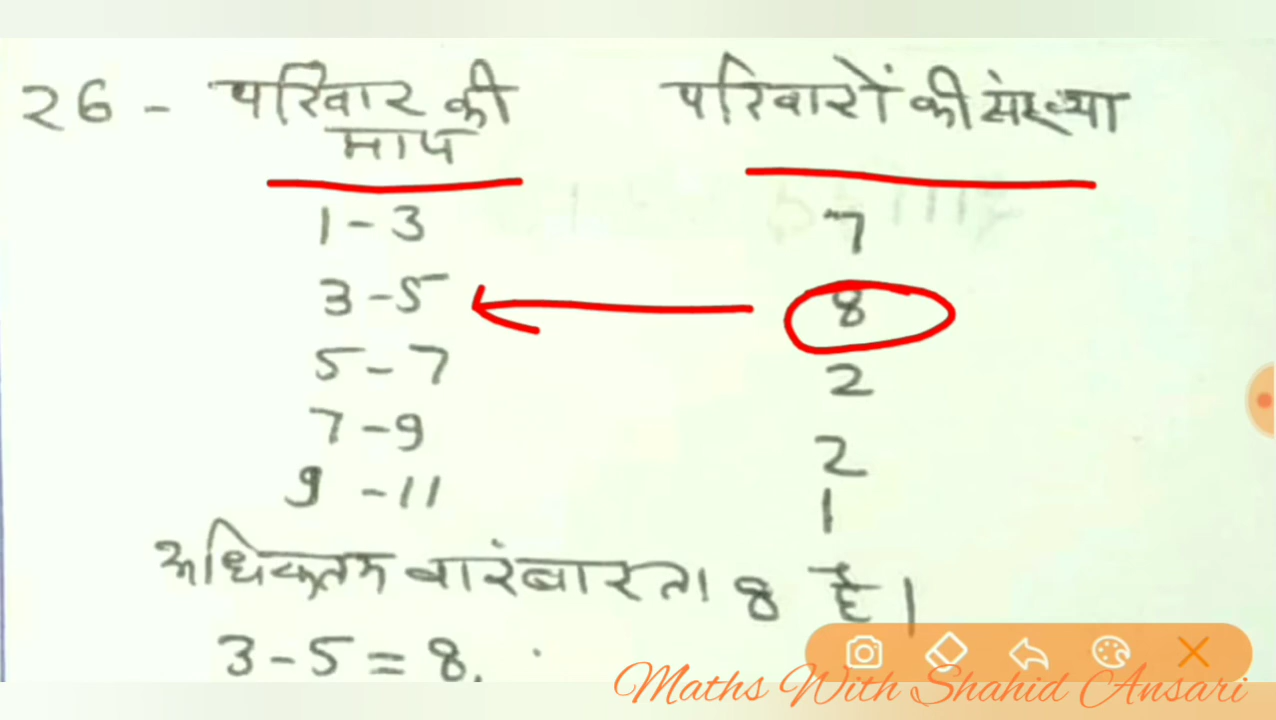 26 - परिवार की माप परिवारों की संख्या
1-3 7
3-5 8
5-7 2
7-9 2
9-11 1
अधिकतम बारंबारता 8 है।
3-5 = 8.
Maths With Shahid Ansari